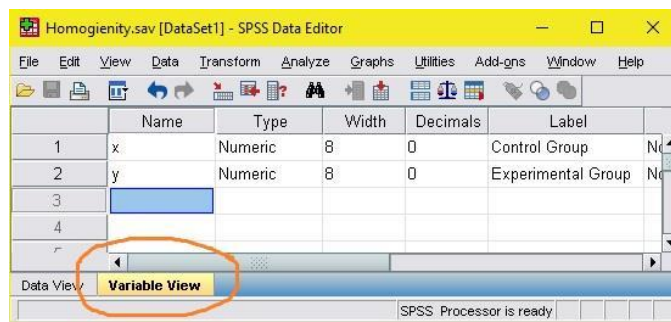 Homogienity.sav [DataSet1] - SPSS Data Editor
File Edit View Data Transform Analyze Graphs Utilities Add-ons Window Help
Name Type Width Decimals Label
1 x Numeric 8 0 Control Group
2 y Numeric 8 0 Experimental Group
3
4
Data View Variable View
SPSS Processor is ready